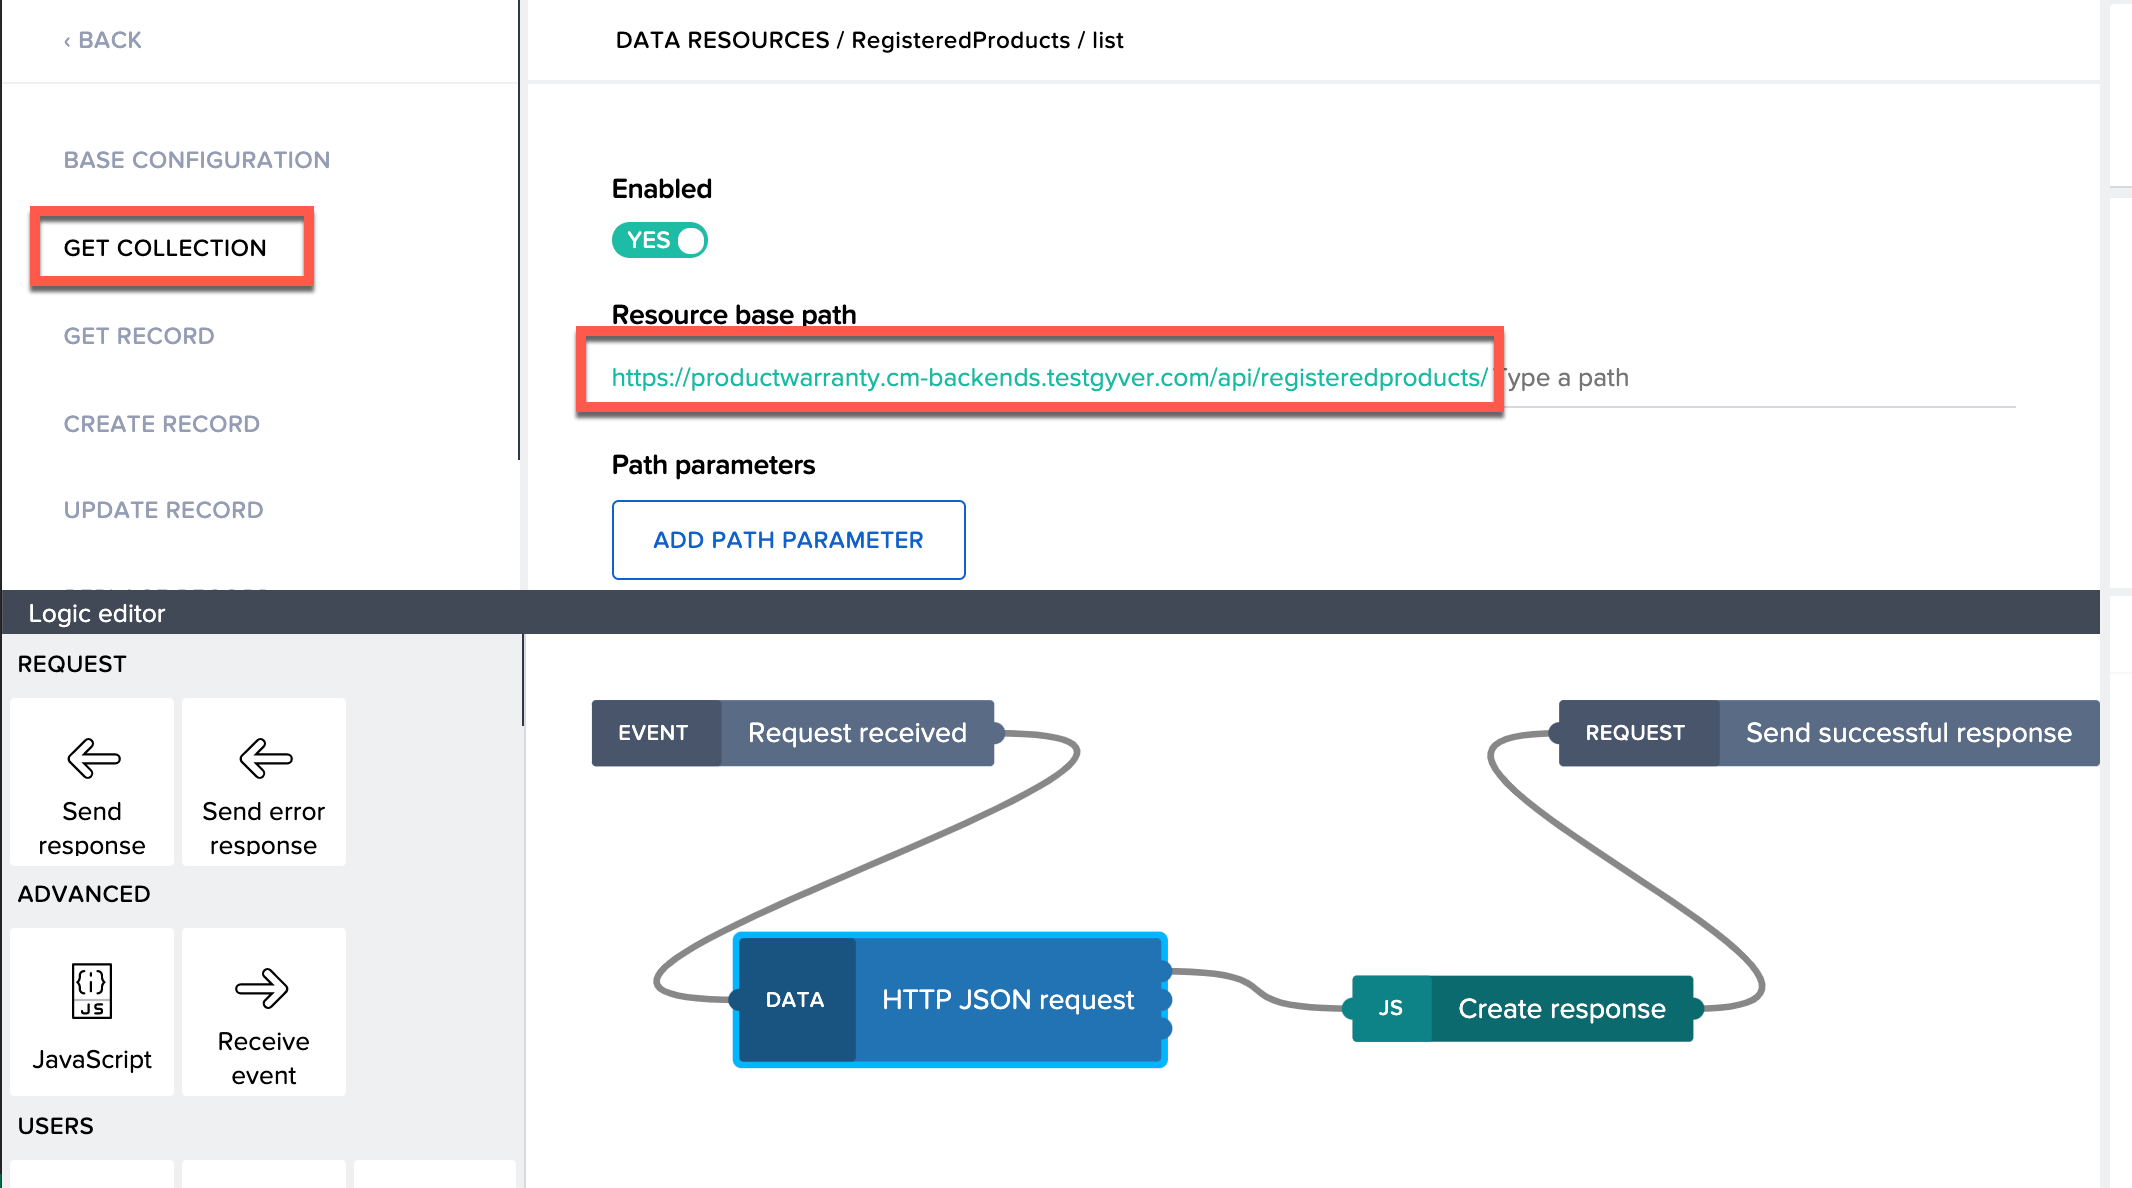 ‹ BACK
DATA RESOURCES / RegisteredProducts / list
BASE CONFIGURATION
GET COLLECTION
GET RECORD
CREATE RECORD
UPDATE RECORD
Enabled
YES
Resource base path
https://productwarranty.cm-backends.testgyver.com/api/registeredproducts/ Type a path
Path parameters
ADD PATH PARAMETER
Logic editor
REQUEST
Send
response
Send error
response
ADVANCED
{i}
JS
JavaScript
Receive
event
USERS
EVENT Request received
REQUEST Send successful response
DATA HTTP JSON request
JS Create response